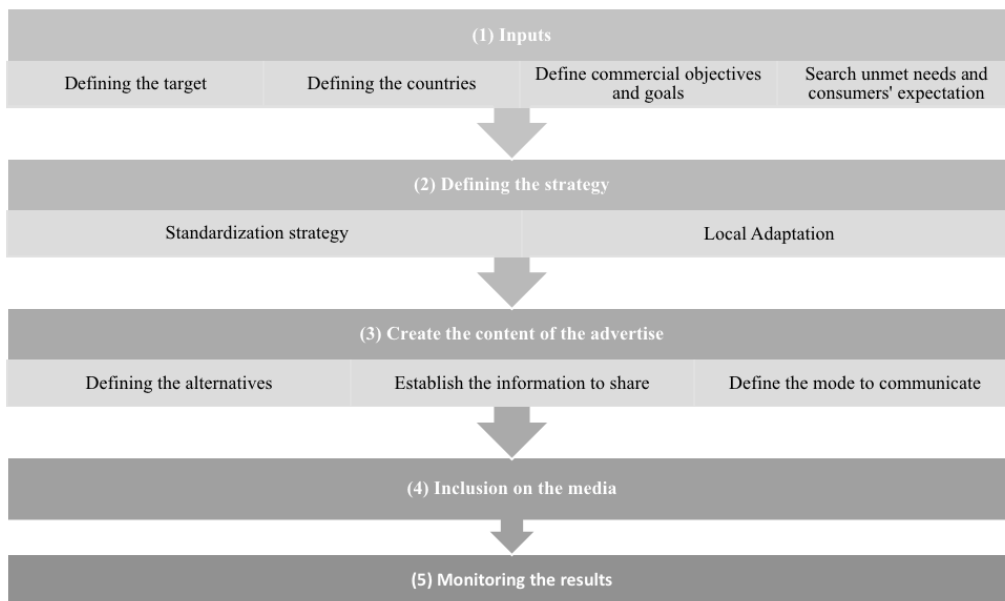 (1) Inputs
Defining the target
Defining the countries
Define commercial objectives
and goals
Search unmet needs and
consumers' expectation
(2) Defining the strategy
Standardization strategy
Local Adaptation
(3) Create the content of the advertise
Defining the alternatives
Establish the information to share
Define the mode to communicate
(4) Inclusion on the media
(5) Monitoring the results